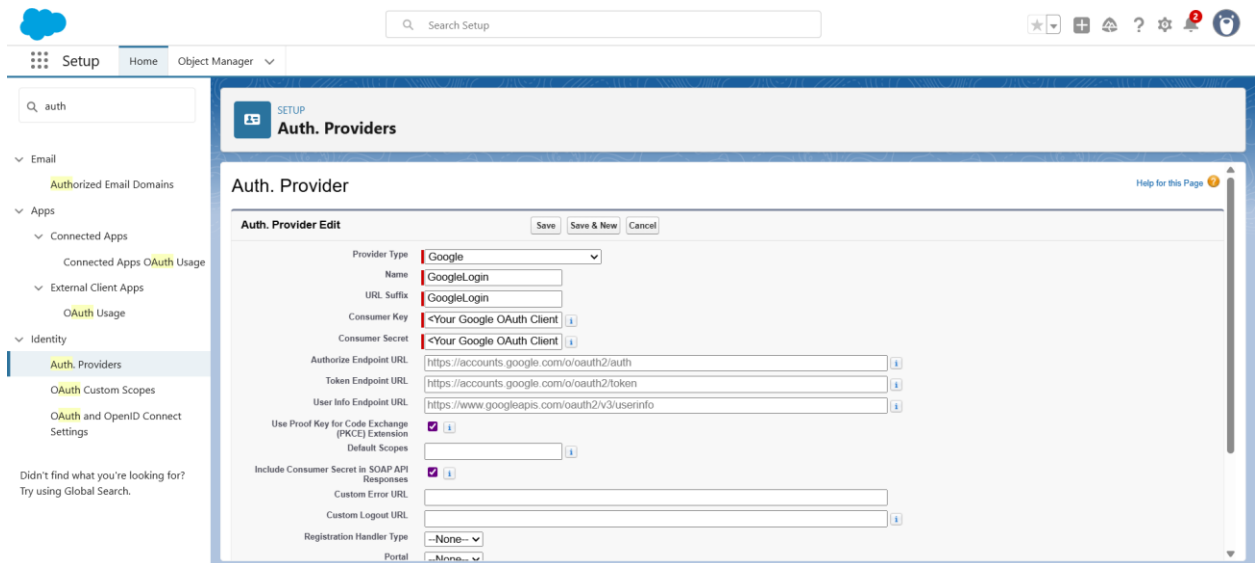 Search Setup
2
Setup
Home
Object Manager
auth
Email
Authorized Email Domains
Apps
Connected Apps
Connected Apps OAuth Usage
External Client Apps
OAuth Usage
Identity
Auth. Providers
OAuth Custom Scopes
OAuth and OpenID Connect
Settings
Didn't find what you're looking for?
Try using Global Search.
SETUP
Auth. Providers
Auth. Provider
Help for this Page
Auth. Provider Edit
Save
Save & New
Cancel
Provider Type
Google
Name
GoogleLogin
URL Suffix
GoogleLogin
Consumer Key
<Your Google OAuth Client
Consumer Secret
<Your Google OAuth Client
Authorize Endpoint URL
https://accounts.google.com/o/oauth2/auth
Token Endpoint URL
https://accounts.google.com/o/oauth2/token
User Info Endpoint URL
https://www.googleapis.com/oauth2/v3/userinfo
Use Proof Key for Code Exchange
(PKCE) Extension
Default Scopes
Include Consumer Secret in SOAP API
Responses
Custom Error URL
Custom Logout URL
Registration Handler Type
--None--
Portal
--None--